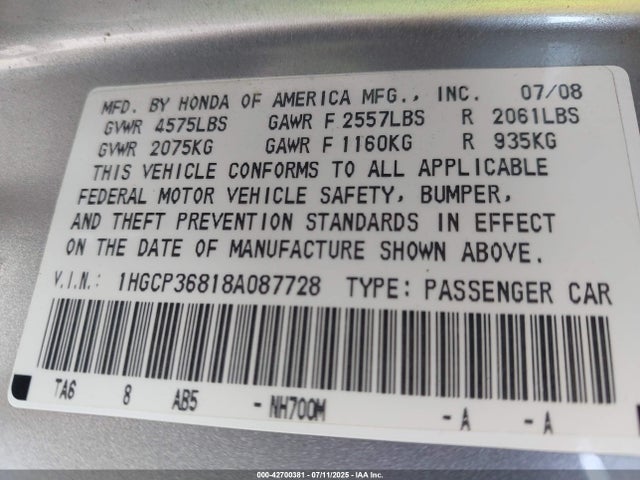 MFD. BY HONDA OF AMERICA MFG., INC. 07/08
GVWR 4575LBS GAWR F 2557LBS R 2061LBS
GVWR 2075KG GAWR F 1160KG R 935KG
THIS VEHICLE CONFORMS TO ALL APPLICABLE
FEDERAL MOTOR VEHICLE SAFETY, BUMPER,
AND THEFT PREVENTION STANDARDS IN EFFECT
ON THE DATE OF MANUFACTURE SHOWN ABOVE.
V.I.N.: 1HGCP36818A087728 TYPE: PASSENGER CAR
TA6 8 AB5 - NH700M - A - A
000-42700381 - 07/11/2025 - IAA Inc.